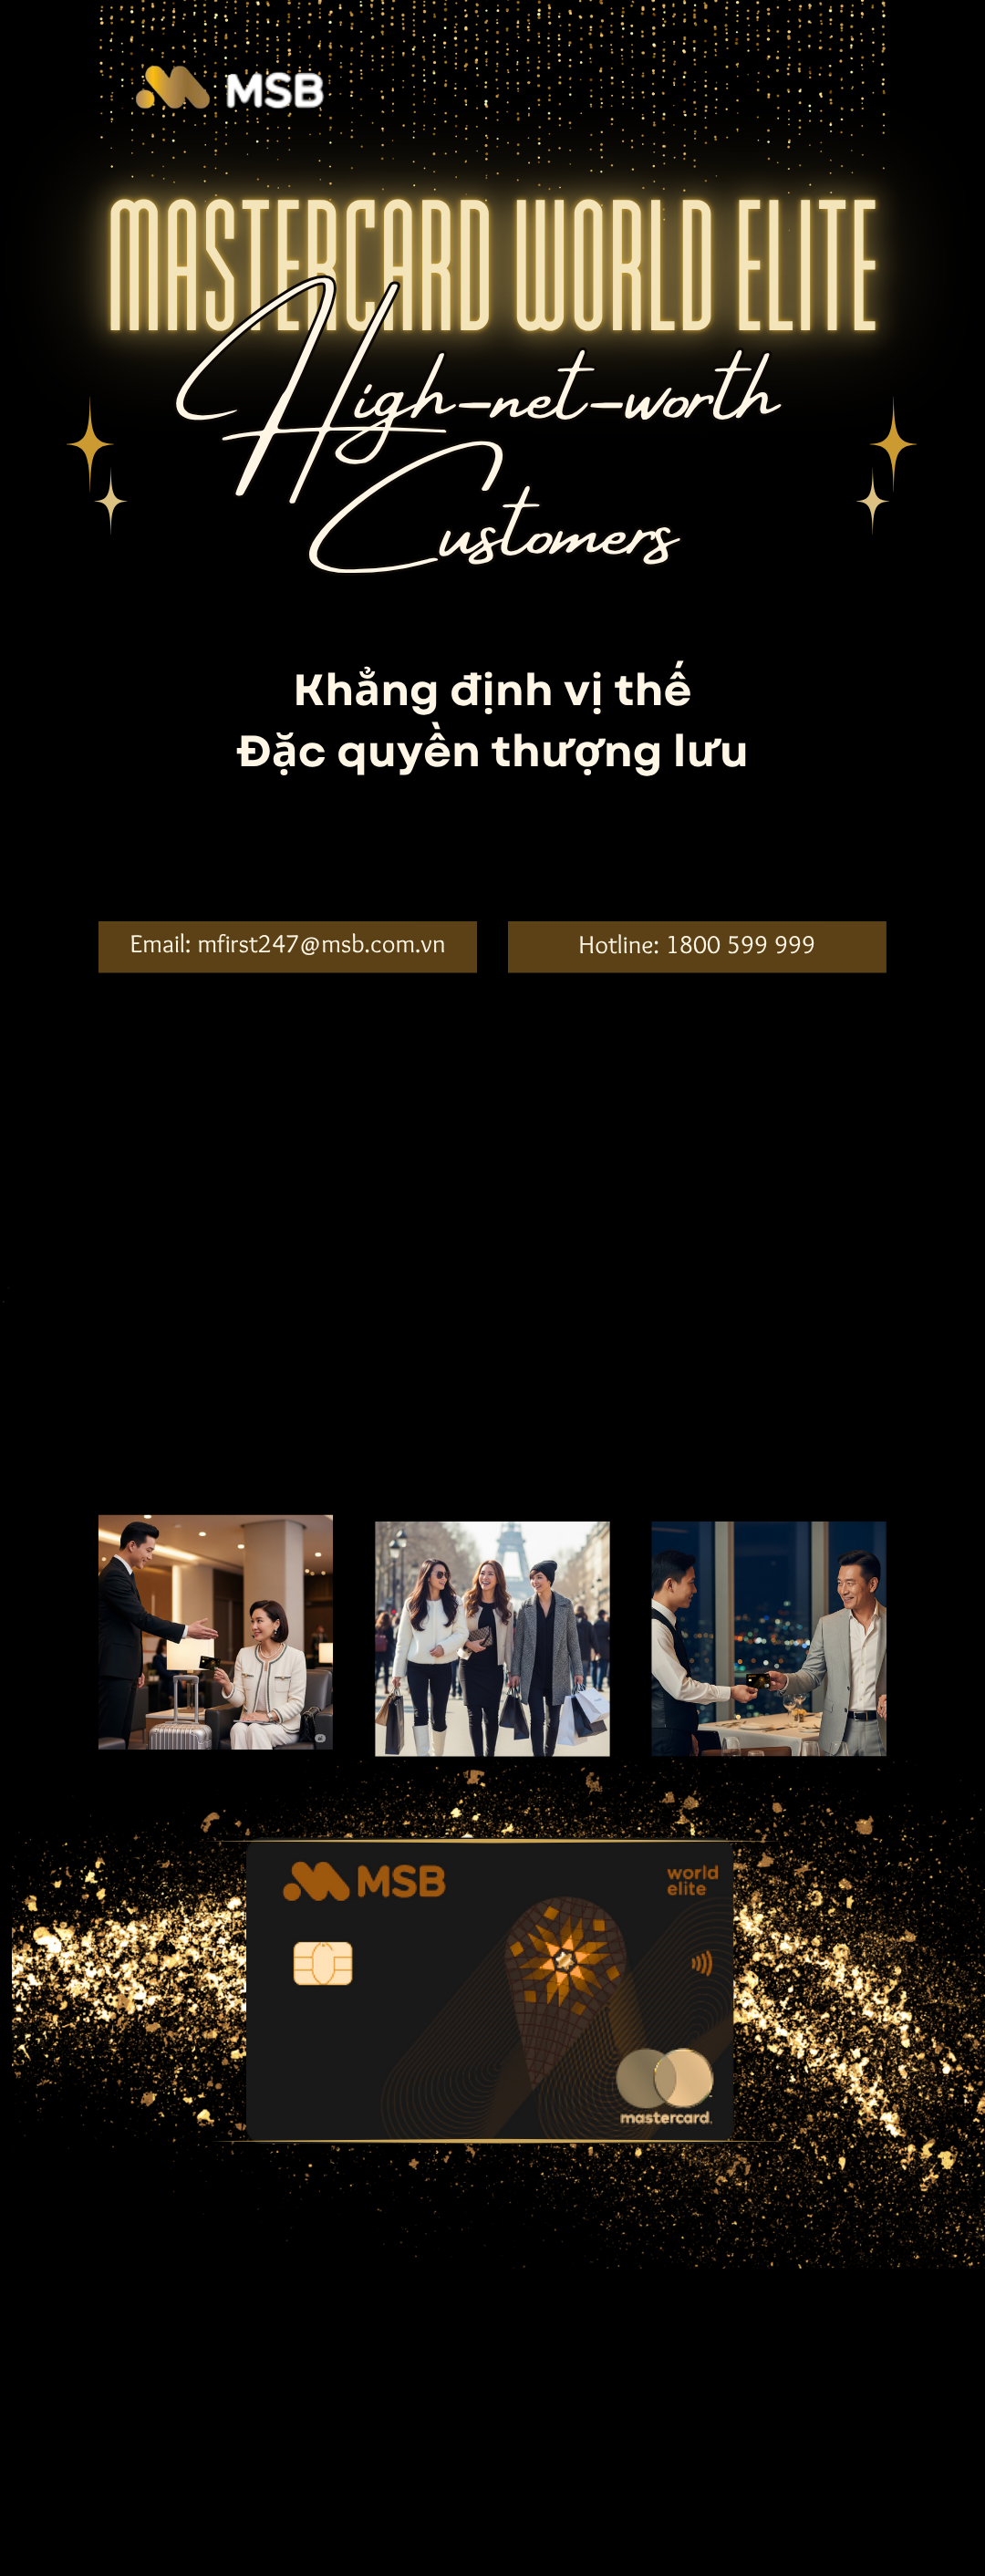 MSB
MASTERCARD WORLD ELITE
High-net-worth
Customers
Khẳng định vị thế
Đặc quyền thượng lưu
Email: mfirst247@msb.com.vn
Hotline: 1800 599 999
MSB
world
elite
mastercard.